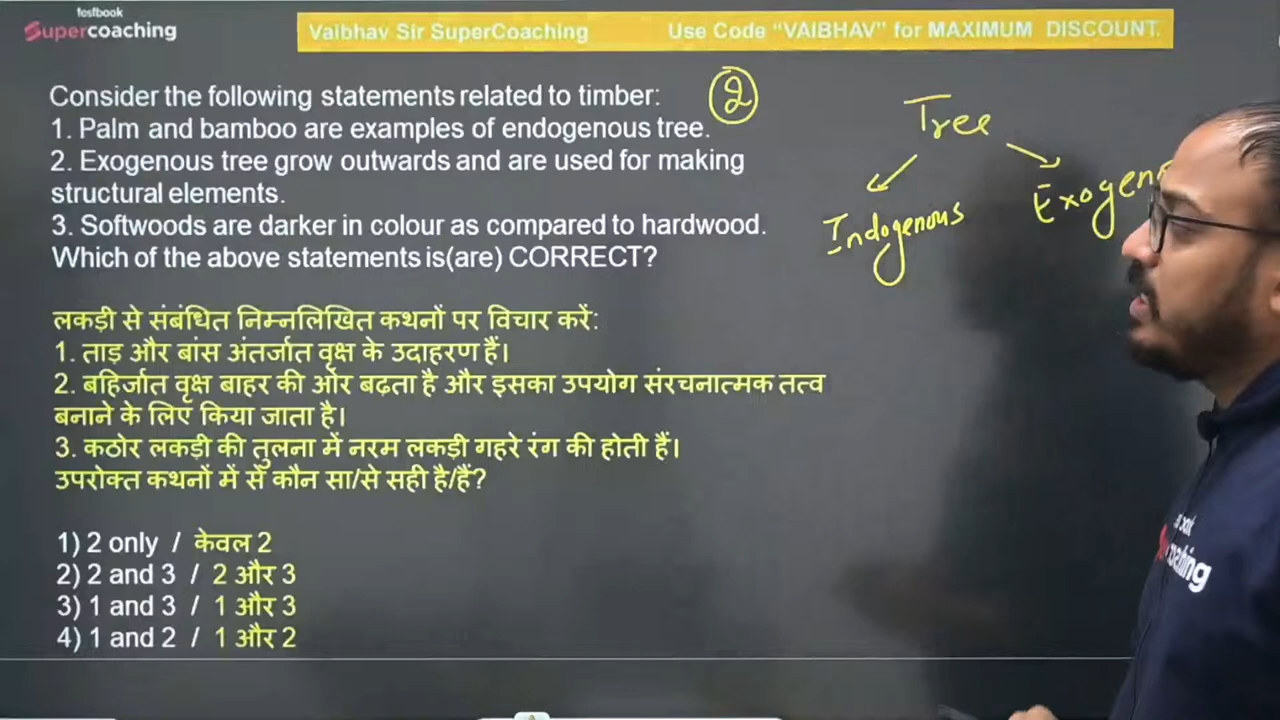 testbook
Supercoaching
Vaibhav Sir SuperCoaching Use Code “VAIBHAV” for MAXIMUM DISCOUNT.
Consider the following statements related to timber:
2
1. Palm and bamboo are examples of endogenous tree.
2. Exogenous tree grow outwards and are used for making
structural elements.
3. Softwoods are darker in colour as compared to hardwood.
Which of the above statements is(are) CORRECT?
लकड़ी से संबंधित निम्नलिखित कथनों पर विचार करें:
1. ताड़ और बांस अंतर्जात वृक्ष के उदाहरण हैं।
2. बहिर्जात वृक्ष बाहर की ओर बढ़ता है और इसका उपयोग संरचनात्मक तत्व
बनाने के लिए किया जाता है।
3. कठोर लकड़ी की तुलना में नरम लकड़ी गहरे रंग की होती हैं।
उपरोक्त कथनों में से कौन सा/से सही है/हैं?
1) 2 only / केवल 2
2) 2 and 3 / 2 और 3
3) 1 and 3 / 1 और 3
4) 1 and 2 / 1 और 2
Tree
Indogenous
Exogen
coaching